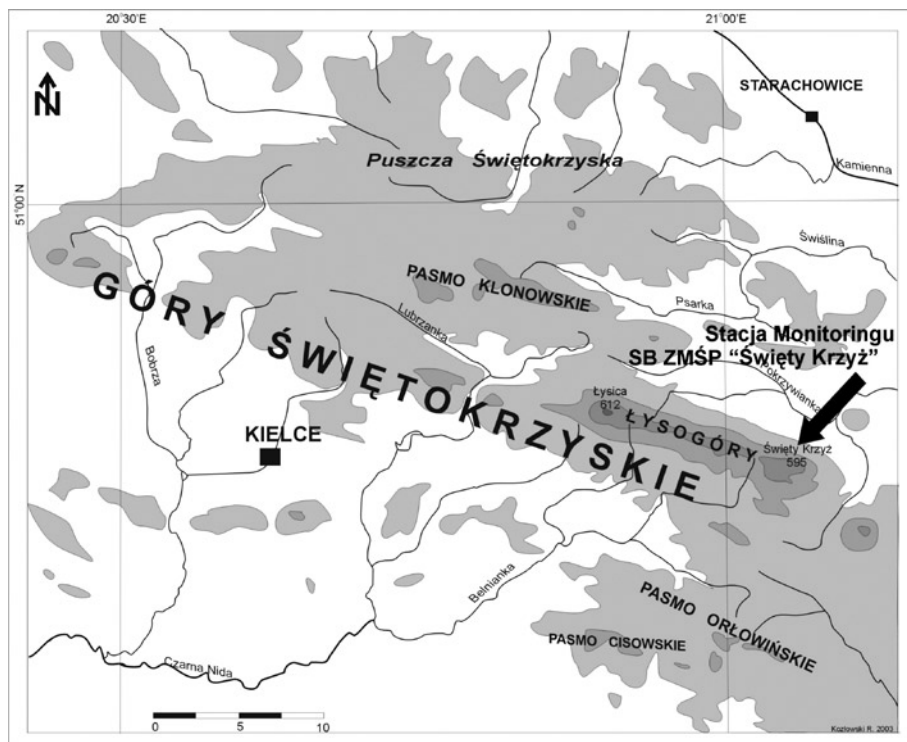 20°30'E
21°00'E
N
STARACHOWICE
Puszcza Świętokrzyska
Kamienna
51°00 N
Świślina
PASMO KLONOWSKIE
Psarka
GÓRY ŚWIĘTOKRZYSKIE
Lubrzanka
Stacja Monitoringu
SB ZMŚP “Święty Krzyż”
Pokrzywianka
Bobrza
Łysica
612
ŁYSOGÓRY
KIELCE
Święty Krzyż
595
Belnianka
PASMO ORŁOWIŃSKIE
PASMO CISOWSKIE
Czarna Nida
0 5 10
Kozłowski R. 2003